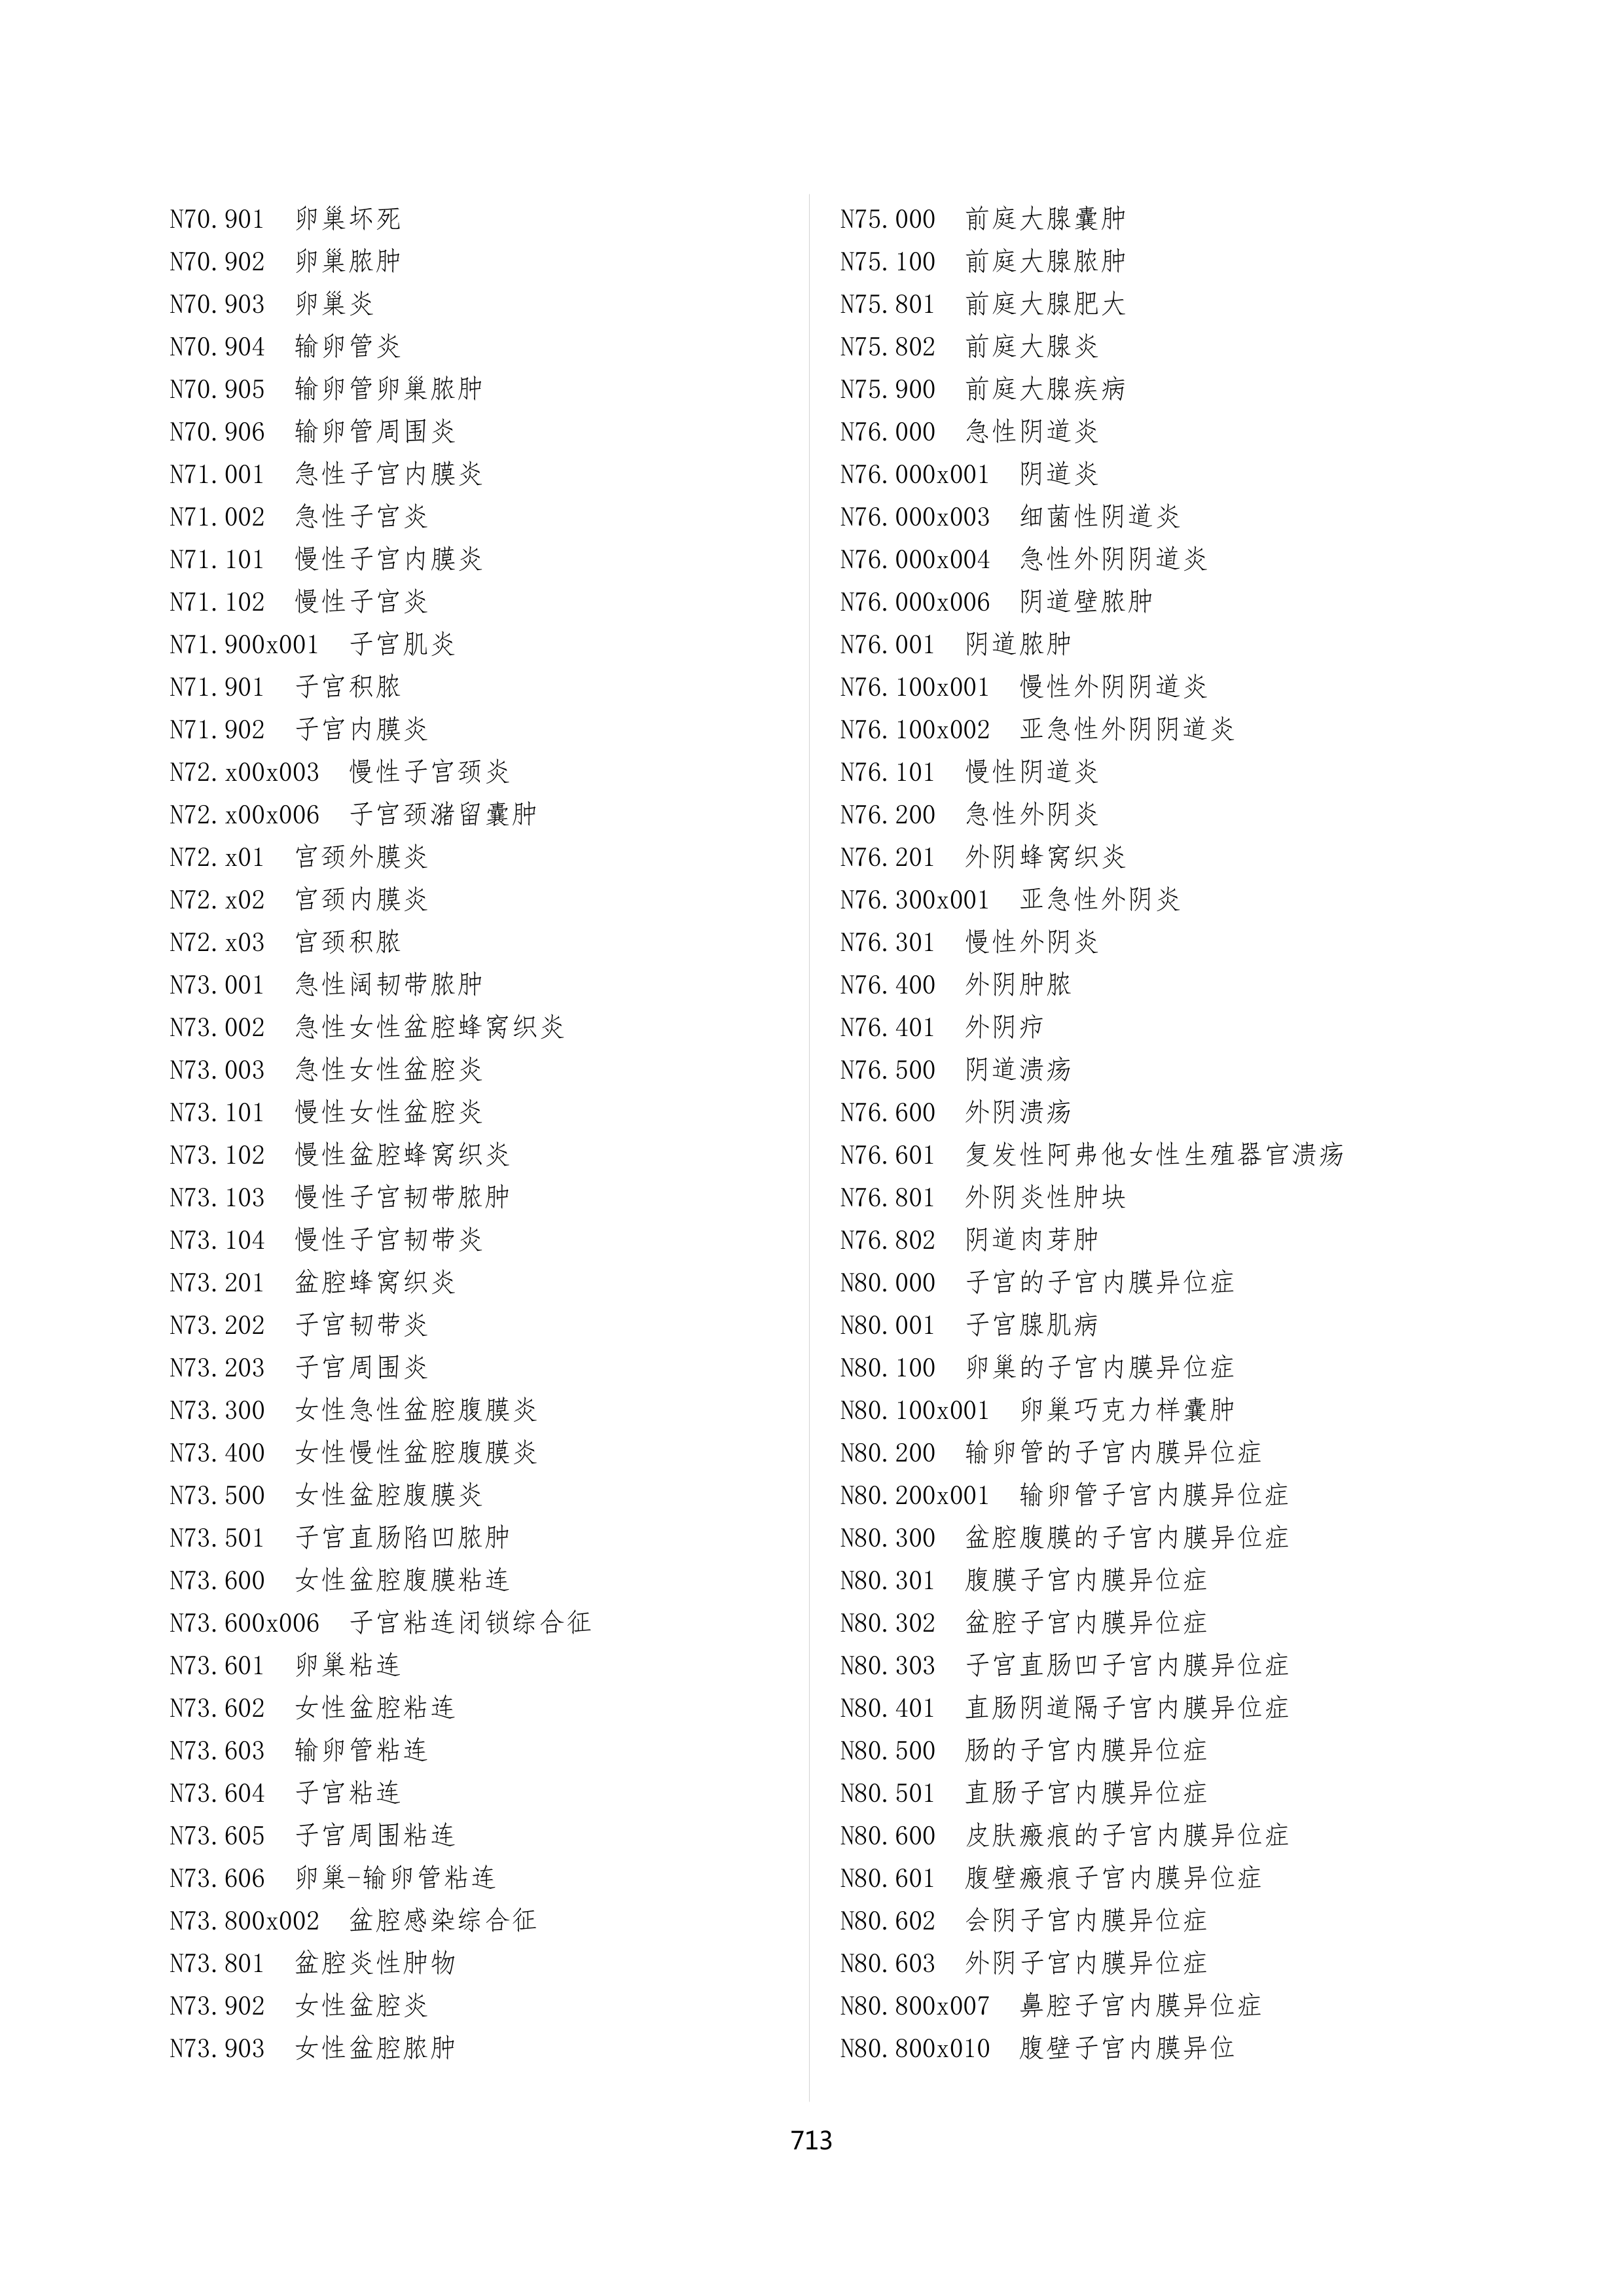 N70.901 卵巢坏死
N70.902 卵巢脓肿
N70.903 卵巢炎
N70.904 输卵管炎
N70.905 输卵管卵巢脓肿
N70.906 输卵管周围炎
N71.001 急性子宫内膜炎
N71.002 急性子宫炎
N71.101 慢性子宫内膜炎
N71.102 慢性子宫炎
N71.900x001 子宫肌炎
N71.901 子宫积脓
N71.902 子宫内膜炎
N72.x00x003 慢性子宫颈炎
N72.x00x006 子宫颈潴留囊肿
N72.x01 宫颈外膜炎
N72.x02 宫颈内膜炎
N72.x03 宫颈积脓
N73.001 急性阔韧带脓肿
N73.002 急性女性盆腔蜂窝织炎
N73.003 急性女性盆腔炎
N73.101 慢性女性盆腔炎
N73.102 慢性盆腔蜂窝织炎
N73.103 慢性子宫韧带脓肿
N73.104 慢性子宫韧带炎
N73.201 盆腔蜂窝织炎
N73.202 子宫韧带炎
N73.203 子宫周围炎
N73.300 女性急性盆腔腹膜炎
N73.400 女性慢性盆腔腹膜炎
N73.500 女性盆腔腹膜炎
N73.501 子宫直肠陷凹脓肿
N73.600 女性盆腔腹膜粘连
N73.600x006 子宫粘连闭锁综合征
N73.601 卵巢粘连
N73.602 女性盆腔粘连
N73.603 输卵管粘连
N73.604 子宫粘连
N73.605 子宫周围粘连
N73.606 卵巢-输卵管粘连
N73.800x002 盆腔感染综合征
N73.801 盆腔炎性肿物
N73.902 女性盆腔炎
N73.903 女性盆腔脓肿
N75.000 前庭大腺囊肿
N75.100 前庭大腺脓肿
N75.801 前庭大腺肥大
N75.802 前庭大腺炎
N75.900 前庭大腺疾病
N76.000 急性阴道炎
N76.000x001 阴道炎
N76.000x003 细菌性阴道炎
N76.000x004 急性外阴阴道炎
N76.000x006 阴道壁脓肿
N76.001 阴道脓肿
N76.100x001 慢性外阴阴道炎
N76.100x002 亚急性外阴阴道炎
N76.101 慢性阴道炎
N76.200 急性外阴炎
N76.201 外阴蜂窝织炎
N76.300x001 亚急性外阴炎
N76.301 慢性外阴炎
N76.400 外阴肿脓
N76.401 外阴疖
N76.500 阴道溃疡
N76.600 外阴溃疡
N76.601 复发性阿弗他女性生殖器官溃疡
N76.801 外阴炎性肿块
N76.802 阴道肉芽肿
N80.000 子宫的子宫内膜异位症
N80.001 子宫腺肌病
N80.100 卵巢的子宫内膜异位症
N80.100x001 卵巢巧克力样囊肿
N80.200 输卵管的子宫内膜异位症
N80.200x001 输卵管子宫内膜异位症
N80.300 盆腔腹膜的子宫内膜异位症
N80.301 腹膜子宫内膜异位症
N80.302 盆腔子宫内膜异位症
N80.303 子宫直肠凹子宫内膜异位症
N80.401 直肠阴道隔子宫内膜异位症
N80.500 肠的子宫内膜异位症
N80.501 直肠子宫内膜异位症
N80.600 皮肤瘢痕的子宫内膜异位症
N80.601 腹壁瘢痕子宫内膜异位症
N80.602 会阴子宫内膜异位症
N80.603 外阴子宫内膜异位症
N80.800x007 鼻腔子宫内膜异位症
N80.800x010 腹壁子宫内膜异位
713